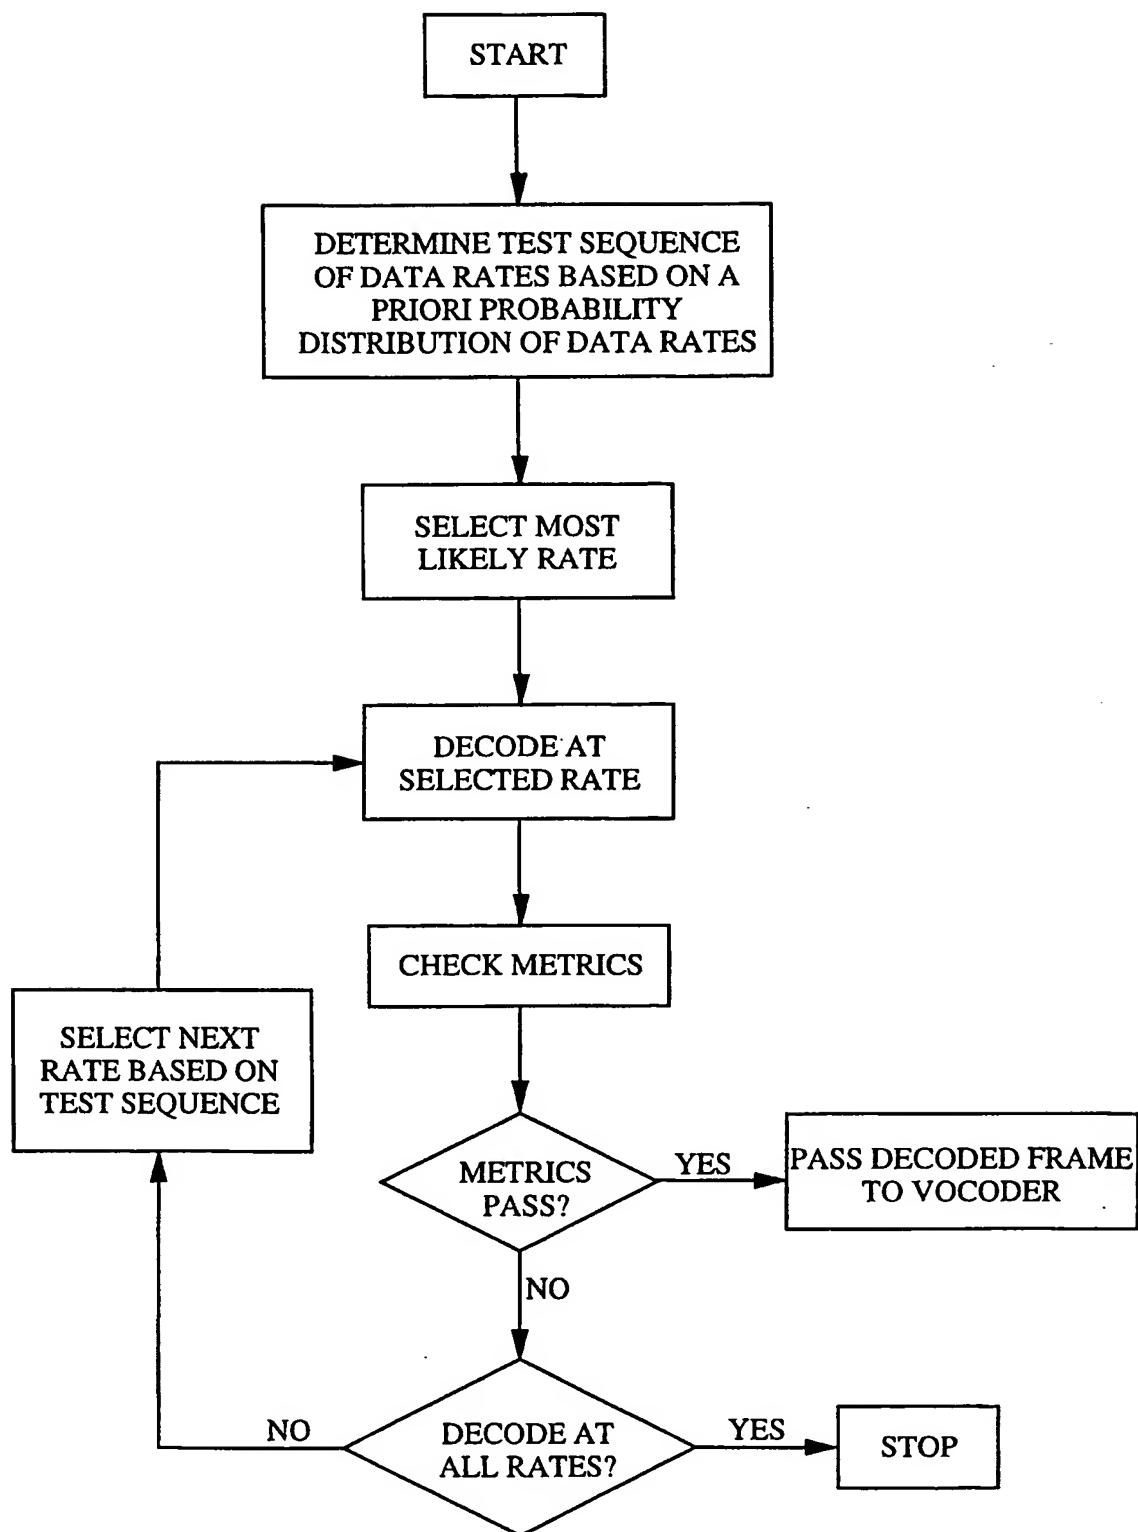 START
DETERMINE TEST SEQUENCE
OF DATA RATES BASED ON A
PRIORI PROBABILITY
DISTRIBUTION OF DATA RATES
SELECT MOST
LIKELY RATE
DECODE AT
SELECTED RATE
CHECK METRICS
SELECT NEXT
RATE BASED ON
TEST SEQUENCE
METRICS
PASS?
YES
PASS DECODED FRAME
TO VOCODER
NO
DECODE AT
ALL RATES?
NO
YES
STOP